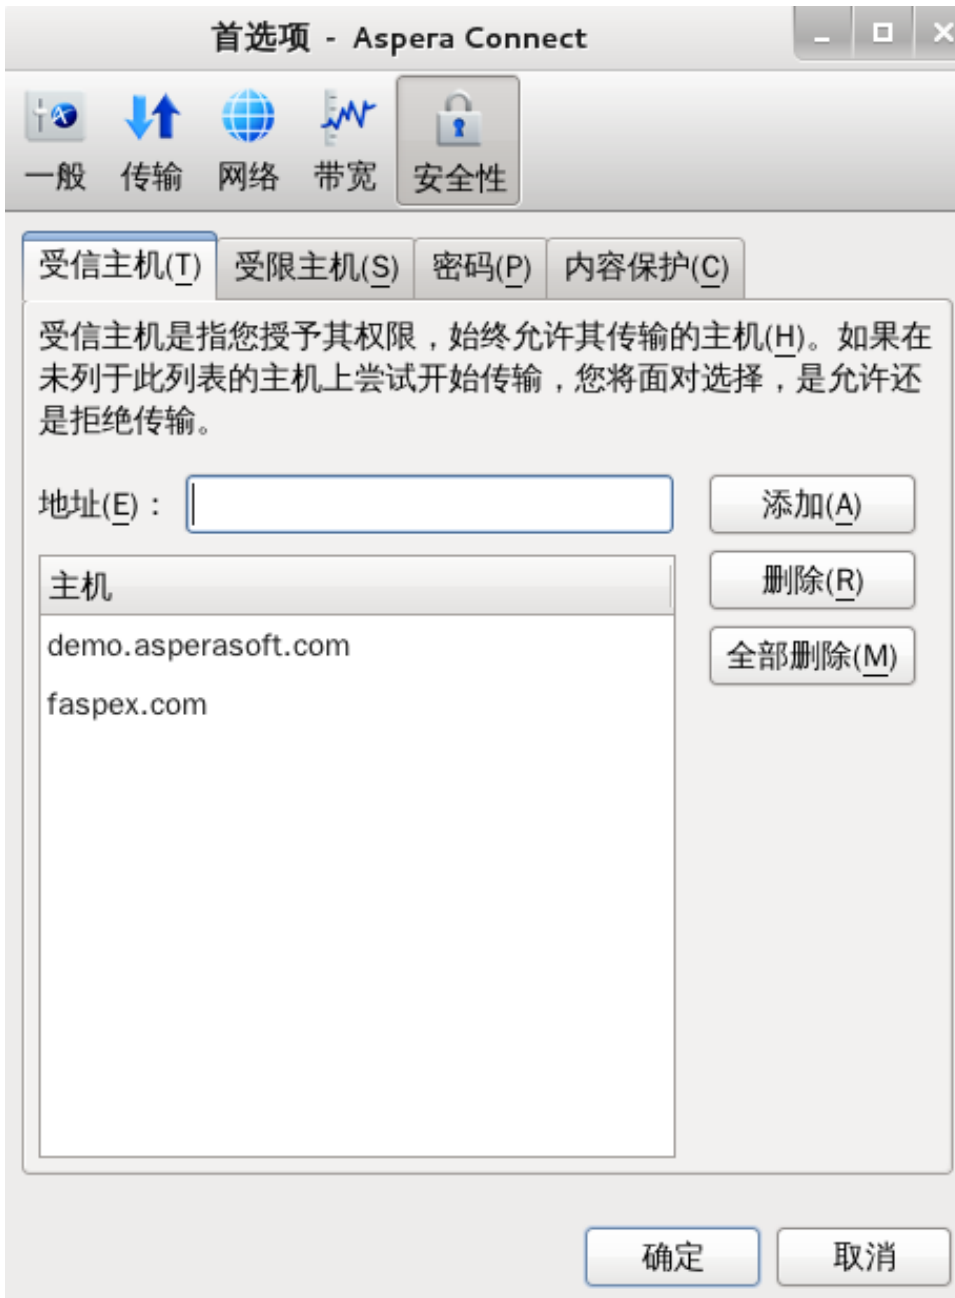 首选项 - Aspera Connect
一般 传输 网络 带宽 安全性
受信主机(T) 受限主机(S) 密码(P) 内容保护(C)
受信主机是指您授予其权限，始终允许其传输的主机(H)。如果在
未列于此列表的主机上尝试开始传输，您将面对选择，是允许还
是拒绝传输。
地址(E)： 添加(A)
主机 删除(R)
demo.asperasoft.com 全部删除(M)
faspex.com
确定 取消